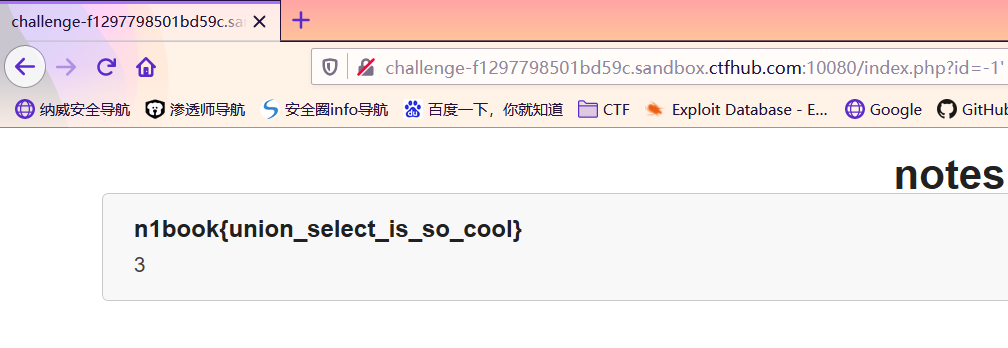 challenge-f1297798501bd59c.sa
challenge-f1297798501bd59c.sandbox.ctfhub.com:10080/index.php?id=-1'
纳威安全导航 渗透师导航 安全圈info导航 百度一下，你就知道 CTF Exploit Database - E... Google GitHu
notes
n1book{union_select_is_so_cool}
3